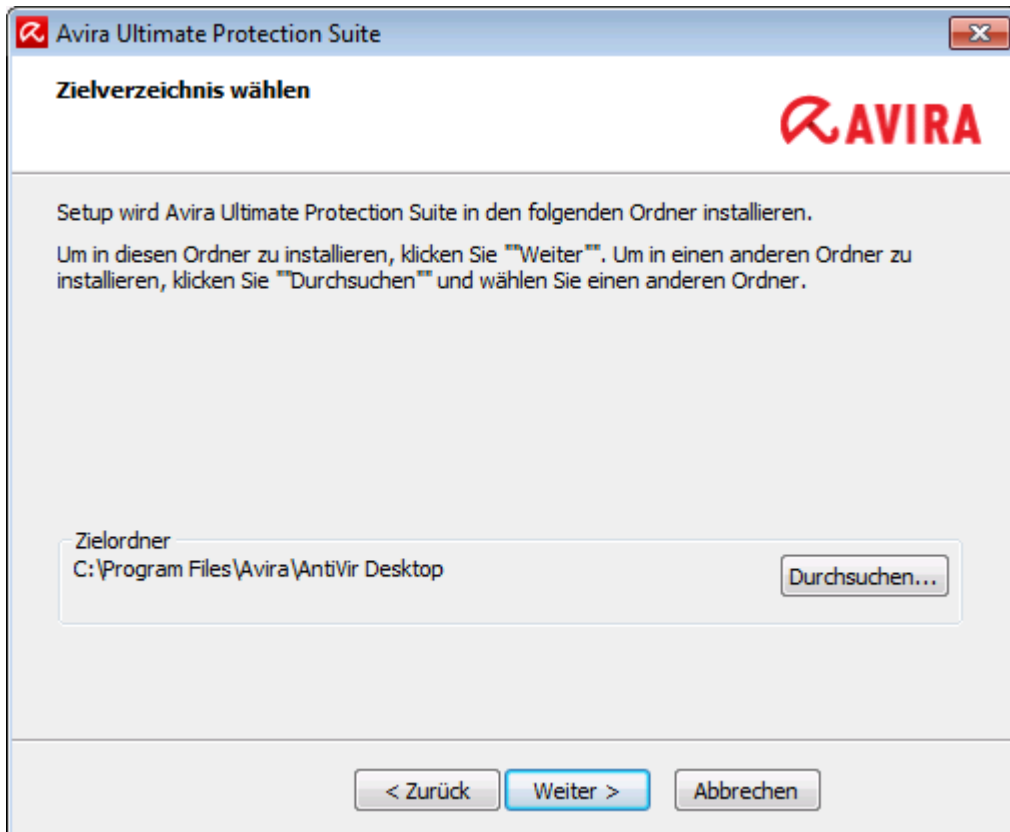 Avira Ultimate Protection Suite
Zielverzeichnis wählen
AVIRA
Setup wird Avira Ultimate Protection Suite in den folgenden Ordner installieren.
Um in diesen Ordner zu installieren, klicken Sie ""Weiter"". Um in einen anderen Ordner zu
installieren, klicken Sie ""Durchsuchen"" und wählen Sie einen anderen Ordner.
Zielordner
C:\Program Files\Avira\AntiVir Desktop
Durchsuchen...
< Zurück
Weiter >
Abbrechen